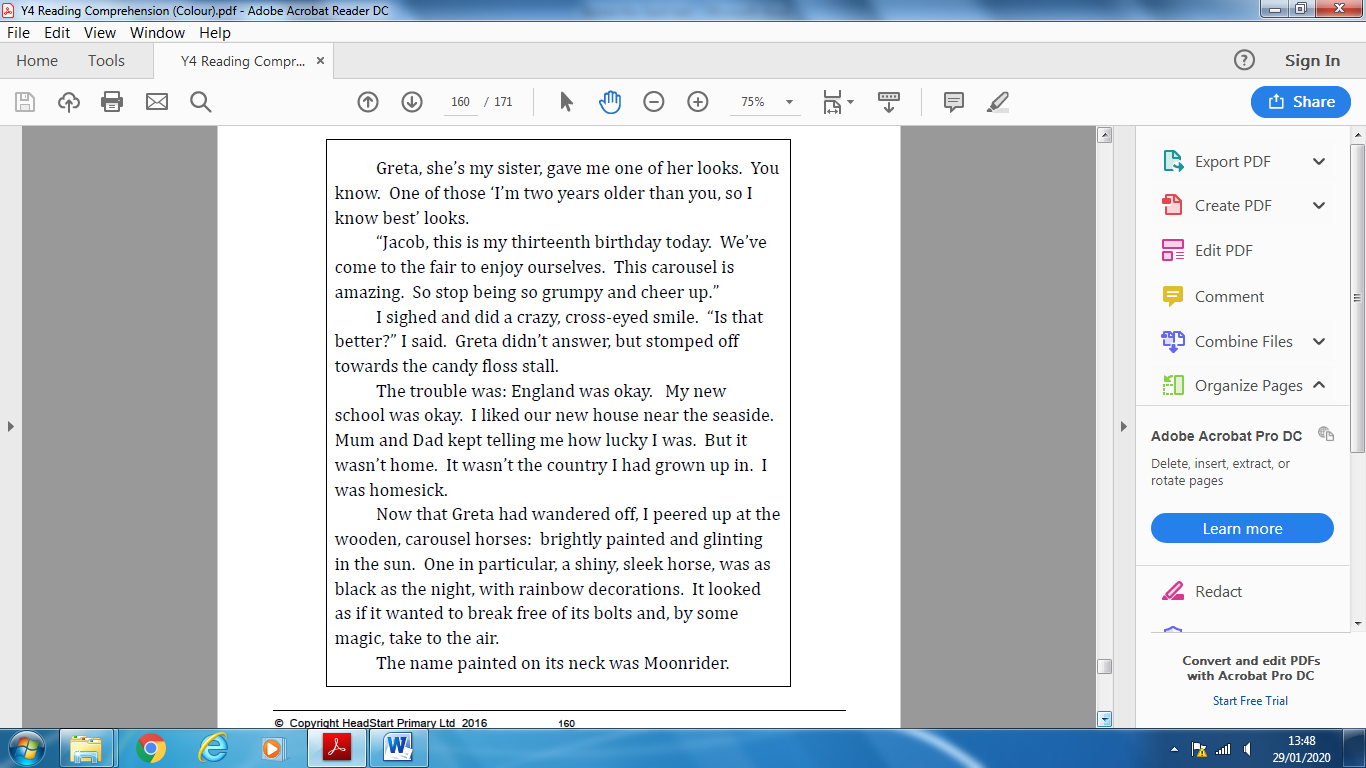 Y4 Reading Comprehension (Colour).pdf - Adobe Acrobat Reader DC
File Edit View Window Help
Home Tools Y4 Reading Compr... × Sign In
160 / 171 75% Share
Greta, she's my sister, gave me one of her looks. You
know. One of those 'I'm two years older than you, so I
know best' looks.
"Jacob, this is my thirteenth birthday today. We've
come to the fair to enjoy ourselves. This carousel is
amazing. So stop being so grumpy and cheer up."
I sighed and did a crazy, cross-eyed smile. "Is that
better?" I said. Greta didn't answer, but stomped off
towards the candy floss stall.
The trouble was: England was okay. My new
school was okay. I liked our new house near the seaside.
Mum and Dad kept telling me how lucky I was. But it
wasn't home. It wasn't the country I had grown up in. I
was homesick.
Now that Greta had wandered off, I peered up at the
wooden, carousel horses: brightly painted and glinting
in the sun. One in particular, a shiny, sleek horse, was as
black as the night, with rainbow decorations. It looked
as if it wanted to break free of its bolts and, by some
magic, take to the air.
The name painted on its neck was Moonrider.
© Copyright HeadStart Primary Ltd 2016 160
Export PDF
Create PDF
Edit PDF
Comment
Combine Files
Organize Pages
Adobe Acrobat Pro DC
Delete, insert, extract, or
rotate pages
Learn more
Redact
Convert and edit PDFs
with Acrobat Pro DC
Start Free Trial
13:48
29/01/2020